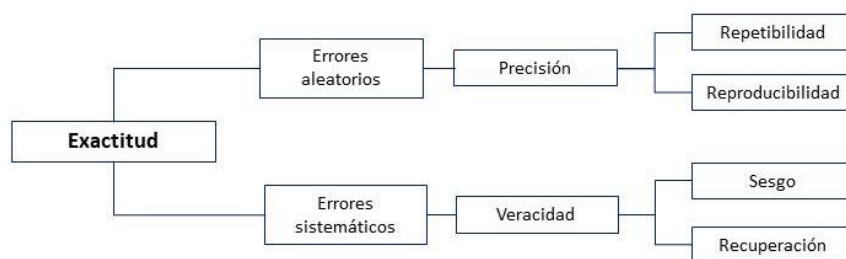 Exactitud
Errores
aleatorios
Precisión
Repetibilidad
Reproducibilidad
Errores
sistemáticos
Veracidad
Sesgo
Recuperación